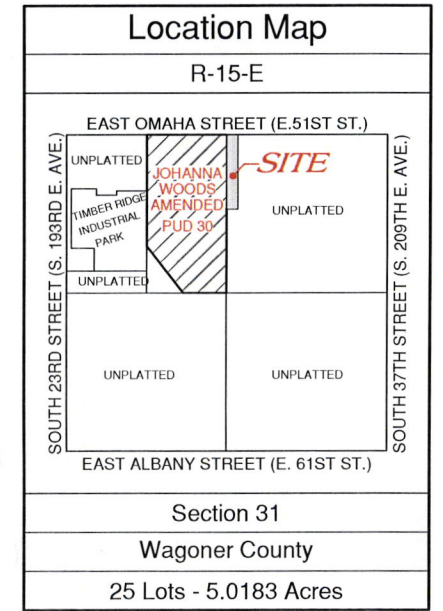 Location Map
R-15-E
EAST OMAHA STREET (E.51ST ST.)
SOUTH 23RD STREET (S. 193RD E. AVE.)
UNPLATTED
TIMBER RIDGE
INDUSTRIAL
PARK
UNPLATTED
JOHANNA
WOODS
AMENDED
PUD 30
SITE
UNPLATTED
SOUTH 37TH STREET (S. 209TH E. AVE.)
UNPLATTED
UNPLATTED
EAST ALBANY STREET (E. 61ST ST.)
Section 31
Wagoner County
25 Lots - 5.0183 Acres